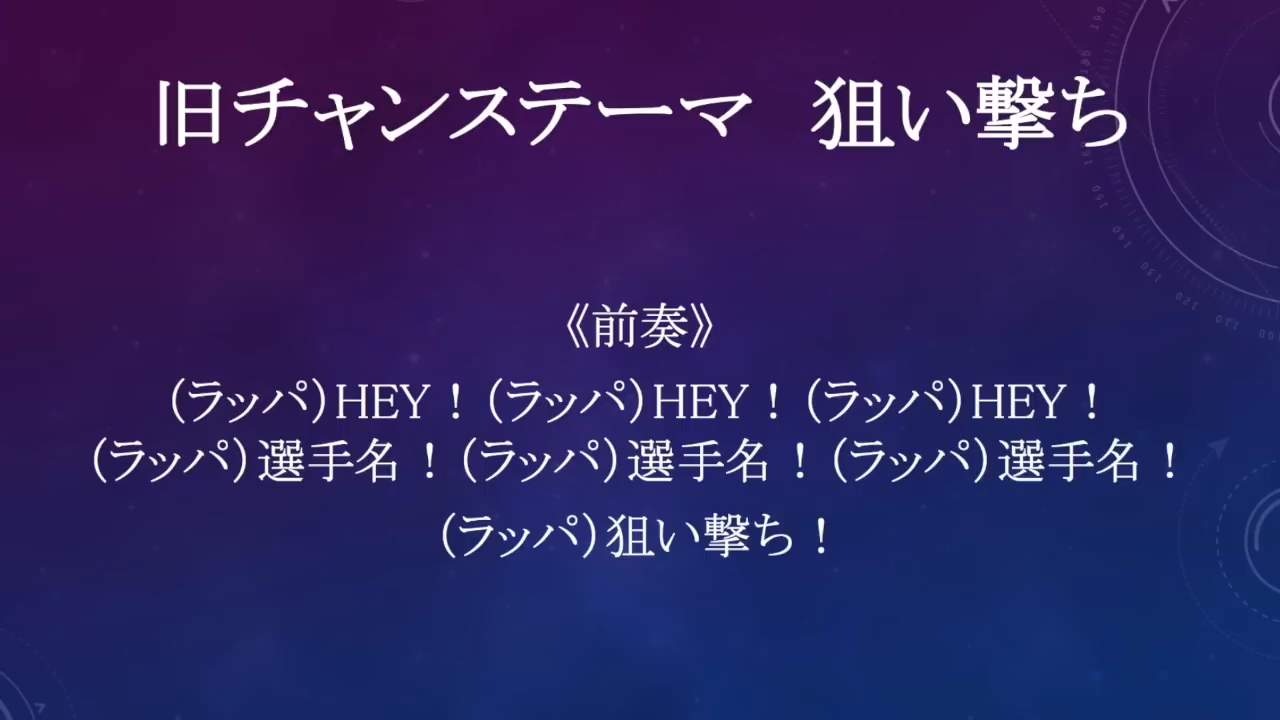 旧チャンステーマ　狙い撃ち
《前奏》
（ラッパ）HEY！（ラッパ）HEY！（ラッパ）HEY！
（ラッパ）選手名！（ラッパ）選手名！（ラッパ）選手名！
（ラッパ）狙い撃ち！